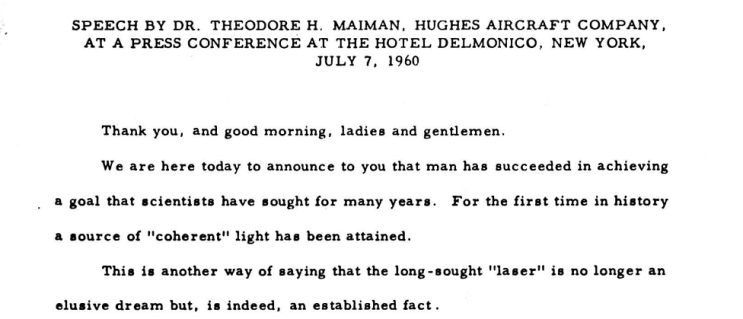 SPEECH BY DR. THEODORE H. MAIMAN, HUGHES AIRCRAFT COMPANY,
AT A PRESS CONFERENCE AT THE HOTEL DELMONICO, NEW YORK,
JULY 7, 1960
Thank you, and good morning, ladies and gentlemen.
We are here today to announce to you that man has succeeded in achieving
a goal that scientists have sought for many years. For the first time in history
a source of "coherent" light has been attained.
This is another way of saying that the long-sought "laser" is no longer an
elusive dream but, is indeed, an established fact.